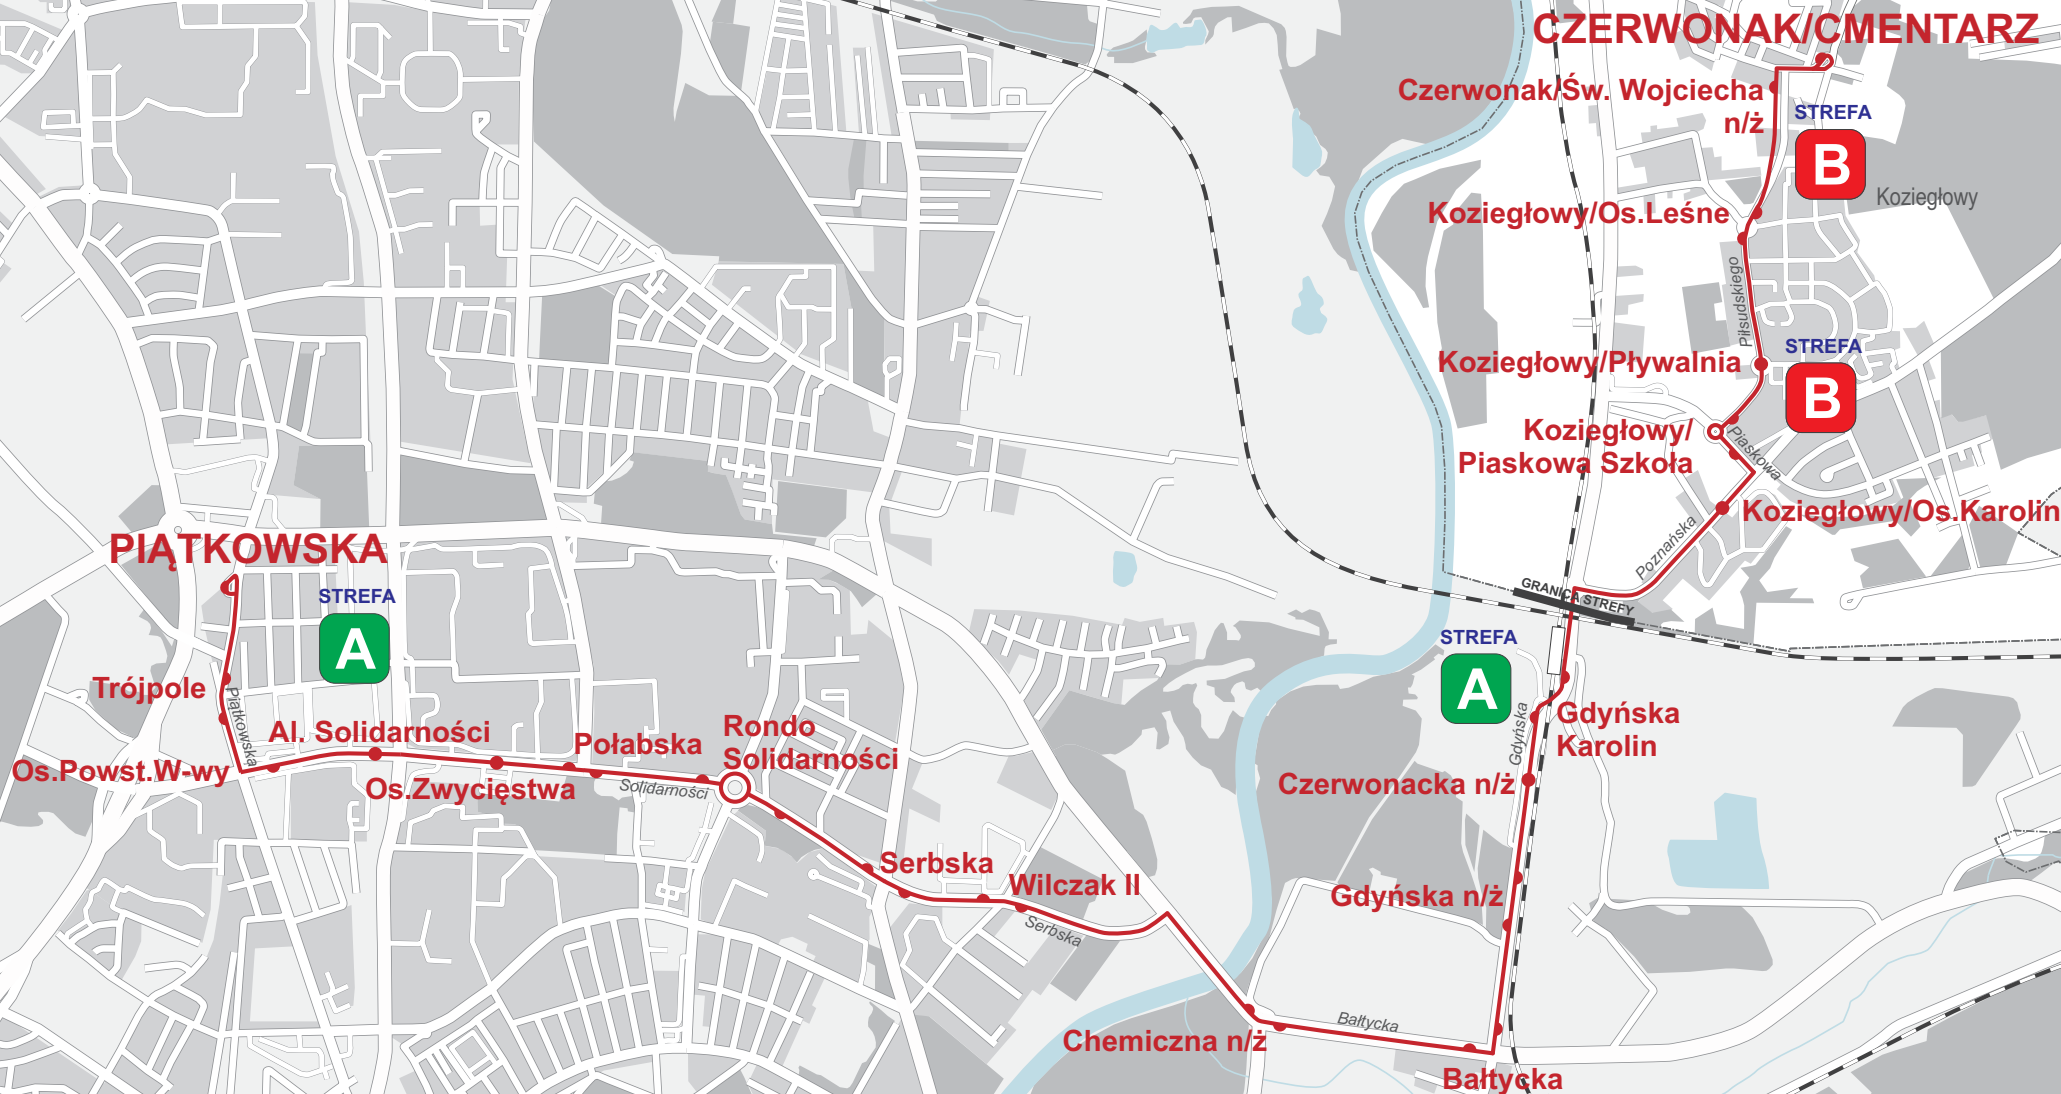 CZERWONAK/CMENTARZ
Czerwonak/Św. Wojciecha
n/ż
STREFA
B
Koziegłowy
Koziegłowy/Os.Leśne
Piłsudskiego
STREFA
B
Koziegłowy/Pływalnia
Koziegłowy/
Piaskowa Szkoła
Piaskowa
Koziegłowy/Os.Karolin
Poznańska
GRANICA STREFY
PIĄTKOWSKA
STREFA
A
STREFA
A
Trójpole
Piątkowska
Al. Solidarności
Os.Powst.W-wy
Os.Zwycięstwa
Połabska
Solidarności
Rondo
Solidarności
Gdyńska
Karolin
Gdyńska
Czerwonacka n/ż
Serbska
Wilczak II
Serbska
Gdyńska n/ż
Chemiczna n/ż
Bałtycka
Bałtycka